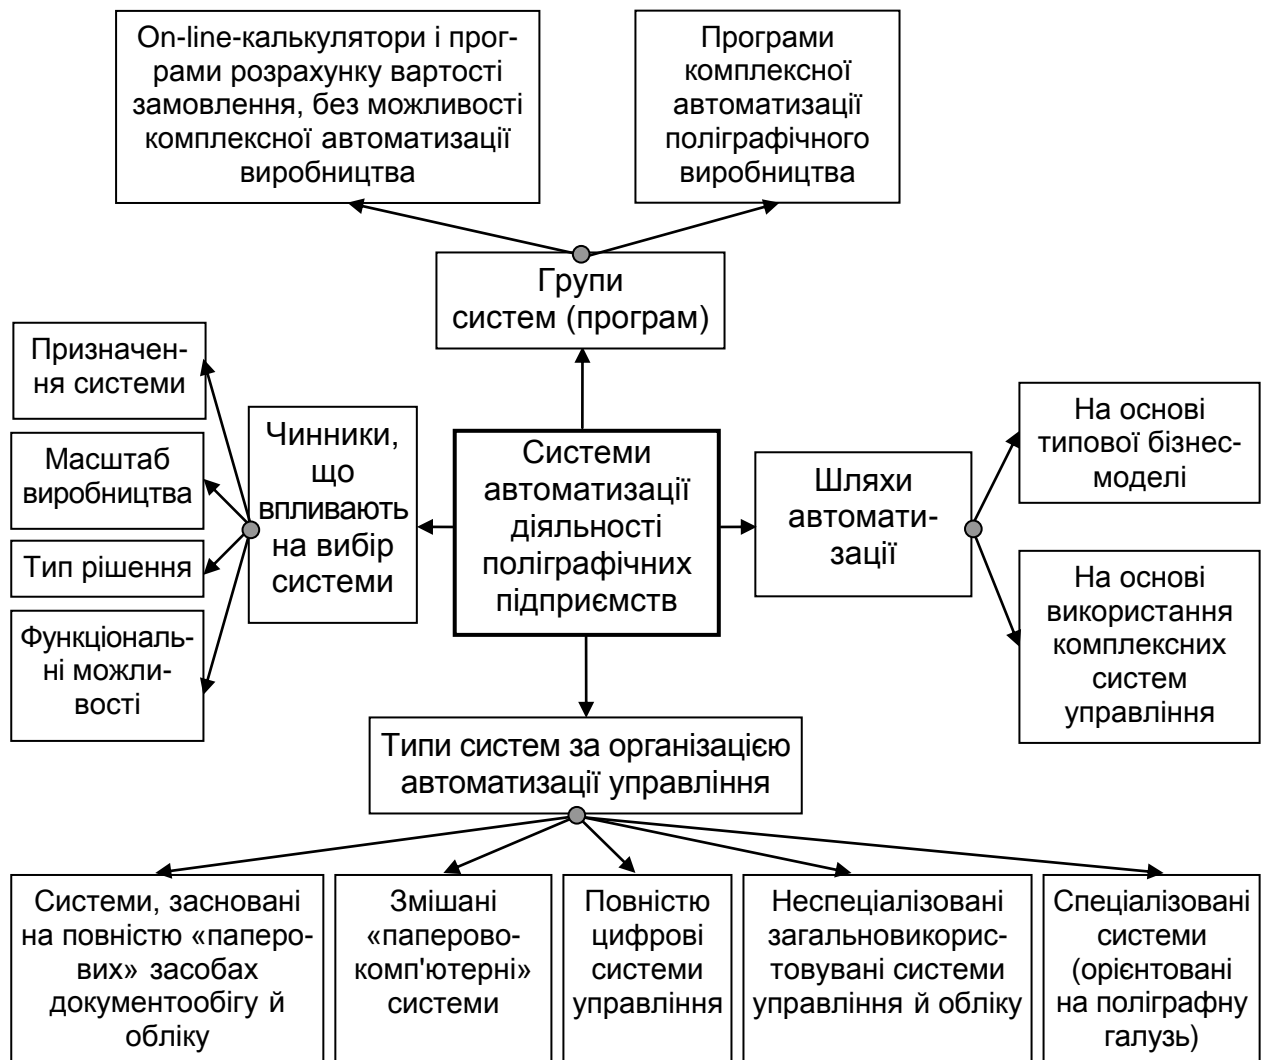 On-line-калькулятори і прог-
рами розрахунку вартості
замовлення, без можливості
комплексної автоматизації
виробництва
Програми
комплексної
автоматизації
поліграфічного
виробництва
Групи
систем (програм)
Призначен-
ня системи
Масштаб
виробництва
Тип рішення
Функціональ-
ні можли-
вості
Чинники,
що
впливають
на вибір
системи
Системи
автоматизації
діяльності
поліграфічних
підприємств
Шляхи
автомати-
зації
На основі
типової бізнес-
моделі
На основі
використання
комплексних
систем
управління
Типи систем за організацією
автоматизації управління
Системи, засновані
на повністю «паперо-
вих» засобах
документообігу й
обліку
Змішані
«паперово-
комп'ютерні»
системи
Повністю
цифрові
системи
управління
Неспеціалізовані
загальновикорис-
товувані системи
управління й обліку
Спеціалізовані
системи
(орієнтовані
на поліграфну
галузь)